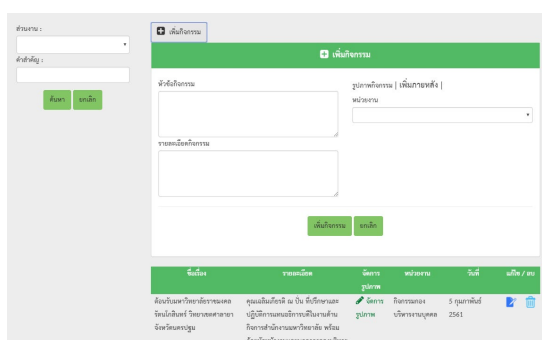 ส่วนงาน :
คำสำคัญ :
ค้นหา ยกเลิก
เพิ่มกิจกรรม
เพิ่มกิจกรรม
หัวข้อกิจกรรม
รูปภาพกิจกรรม | เพิ่มภายหลัง |
หน่วยงาน
รายละเอียดกิจกรรม
เพิ่มกิจกรรม ยกเลิก
ชื่อเรื่อง รายละเอียด จัดการ หน่วยงาน วันที่ แก้ไข / ลบ
รูปภาพ
ต้อนรับมหาวิทยาลัยราชมงคล คุณเฉลิมเกียรติ ณ ปั่น ที่ปรึกษาและ จัดการ กิจกรรมกอง 5 กุมภาพันธ์
รัตนโกสินทร์ วิทยาเขตศาลายา ปฏิบัติการแทนอธิการบดีในงานด้าน รูปภาพ บริหารงานบุคคล 2561
จังหวัดนครปฐม กิจการสำนักงานมหาวิทยาลัย พร้อม